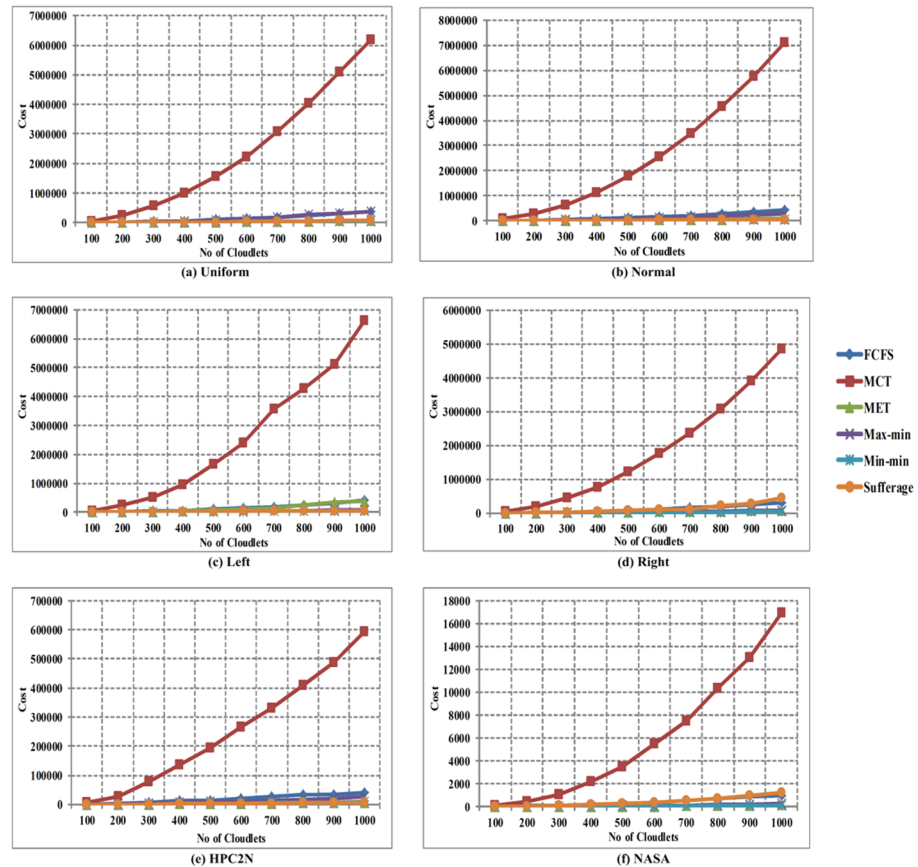 7000000
6000000
5000000
4000000
3000000
2000000
1000000
0
Cost
100 200 300 400 500 600 700 800 900 1000
No of Cloudlets
(a) Uniform
8000000
7000000
6000000
5000000
4000000
3000000
2000000
1000000
0
Cost
100 200 300 400 500 600 700 800 900 1000
No of Cloudlets
(b) Normal
7000000
6000000
5000000
4000000
3000000
2000000
1000000
0
Cost
100 200 300 400 500 600 700 800 900 1000
No of Cloudlets
(c) Left
6000000
5000000
4000000
3000000
2000000
1000000
0
Cost
100 200 300 400 500 600 700 800 900 1000
No of Cloudlets
(d) Right
FCFS
MCT
MET
Max-min
Min-min
Sufferage
700000
600000
500000
400000
300000
200000
100000
0
Cost
100 200 300 400 500 600 700 800 900 1000
No of Cloudlets
(e) HPC2N
18000
16000
14000
12000
10000
8000
6000
4000
2000
0
Cost
100 200 300 400 500 600 700 800 900 1000
No of Cloudlets
(f) NASA